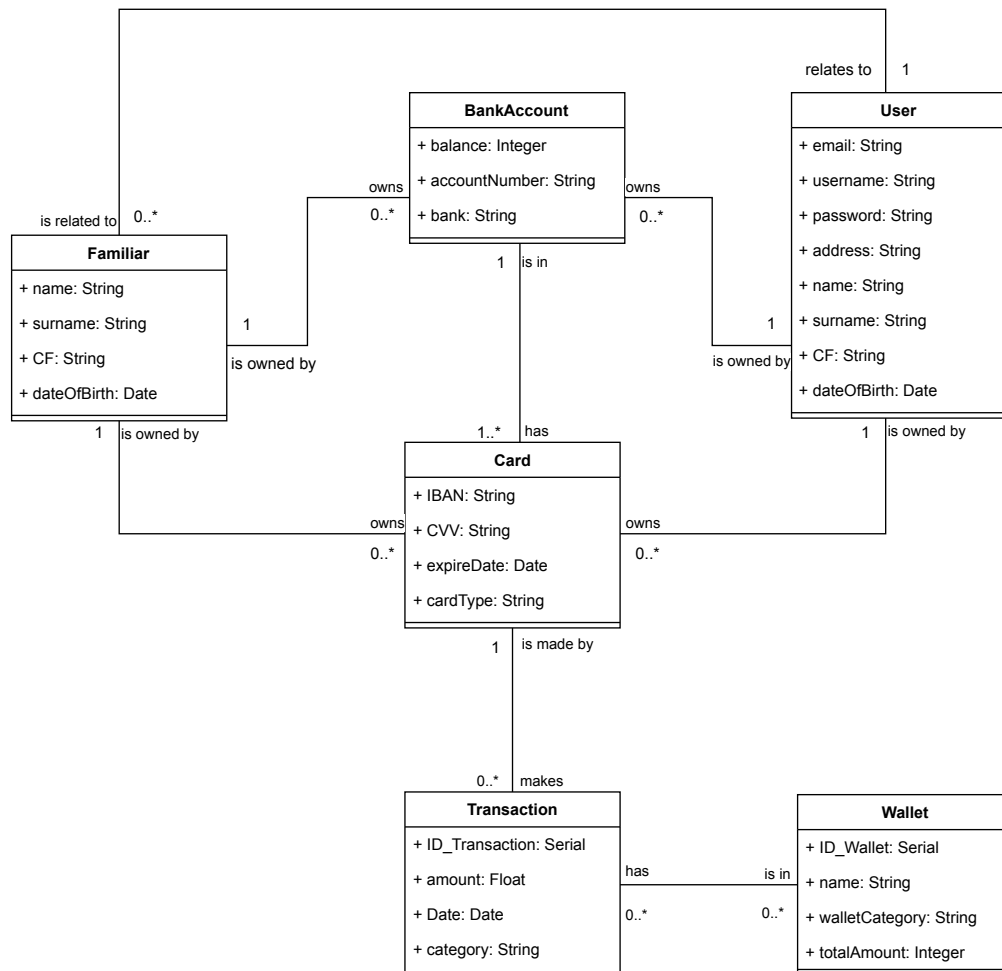 relates to
1
BankAccount
+ balance: Integer
+ accountNumber: String
+ bank: String
User
+ email: String
+ username: String
+ password: String
+ address: String
+ name: String
+ surname: String
+ CF: String
+ dateOfBirth: Date
owns
0..*
owns
0..*
is related to
0..*
Familiar
+ name: String
+ surname: String
+ CF: String
+ dateOfBirth: Date
1
is owned by
1
is owned by
1
is in
1
is owned by
1
is owned by
1..*
has
Card
+ IBAN: String
+ CVV: String
+ expireDate: Date
+ cardType: String
owns
0..*
owns
0..*
1
is made by
0..*
makes
Transaction
+ ID_Transaction: Serial
+ amount: Float
+ Date: Date
+ category: String
has
0..*
is in
0..*
Wallet
+ ID_Wallet: Serial
+ name: String
+ walletCategory: String
+ totalAmount: Integer